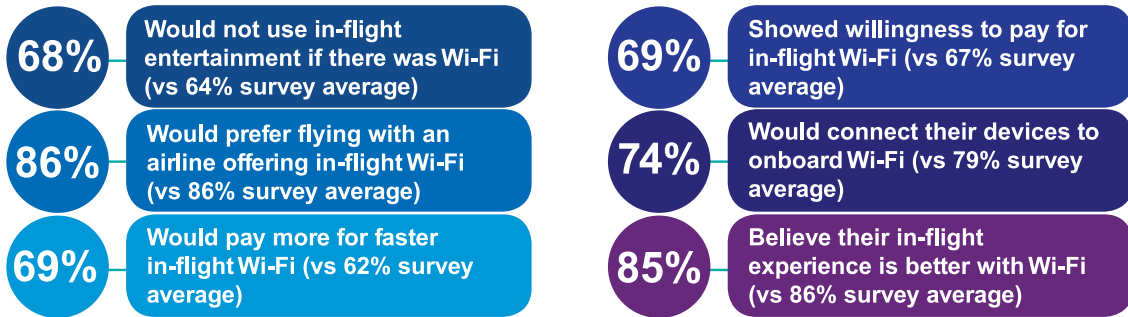 68%
Would not use in-flight
entertainment if there was Wi-Fi
(vs 64% survey average)
86%
Would prefer flying with an
airline offering in-flight Wi-Fi
(vs 86% survey average)
69%
Would pay more for faster
in-flight Wi-Fi (vs 62% survey
average)
69%
Showed willingness to pay for
in-flight Wi-Fi (vs 67% survey
average)
74%
Would connect their devices to
onboard Wi-Fi (vs 79% survey
average)
85%
Believe their in-flight
experience is better with Wi-Fi
(vs 86% survey average)